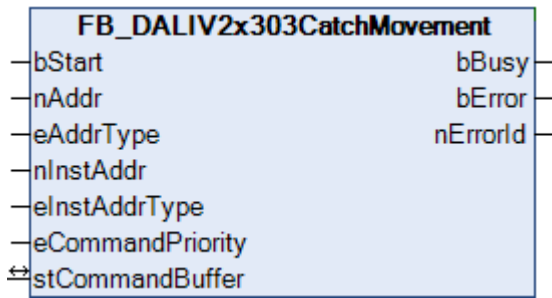 FB_DALIV2x303CatchMovement
bStart bBusy
nAddr bError
eAddrType nErrorId
nInstAddr
eInstAddrType
eCommandPriority
stCommandBuffer